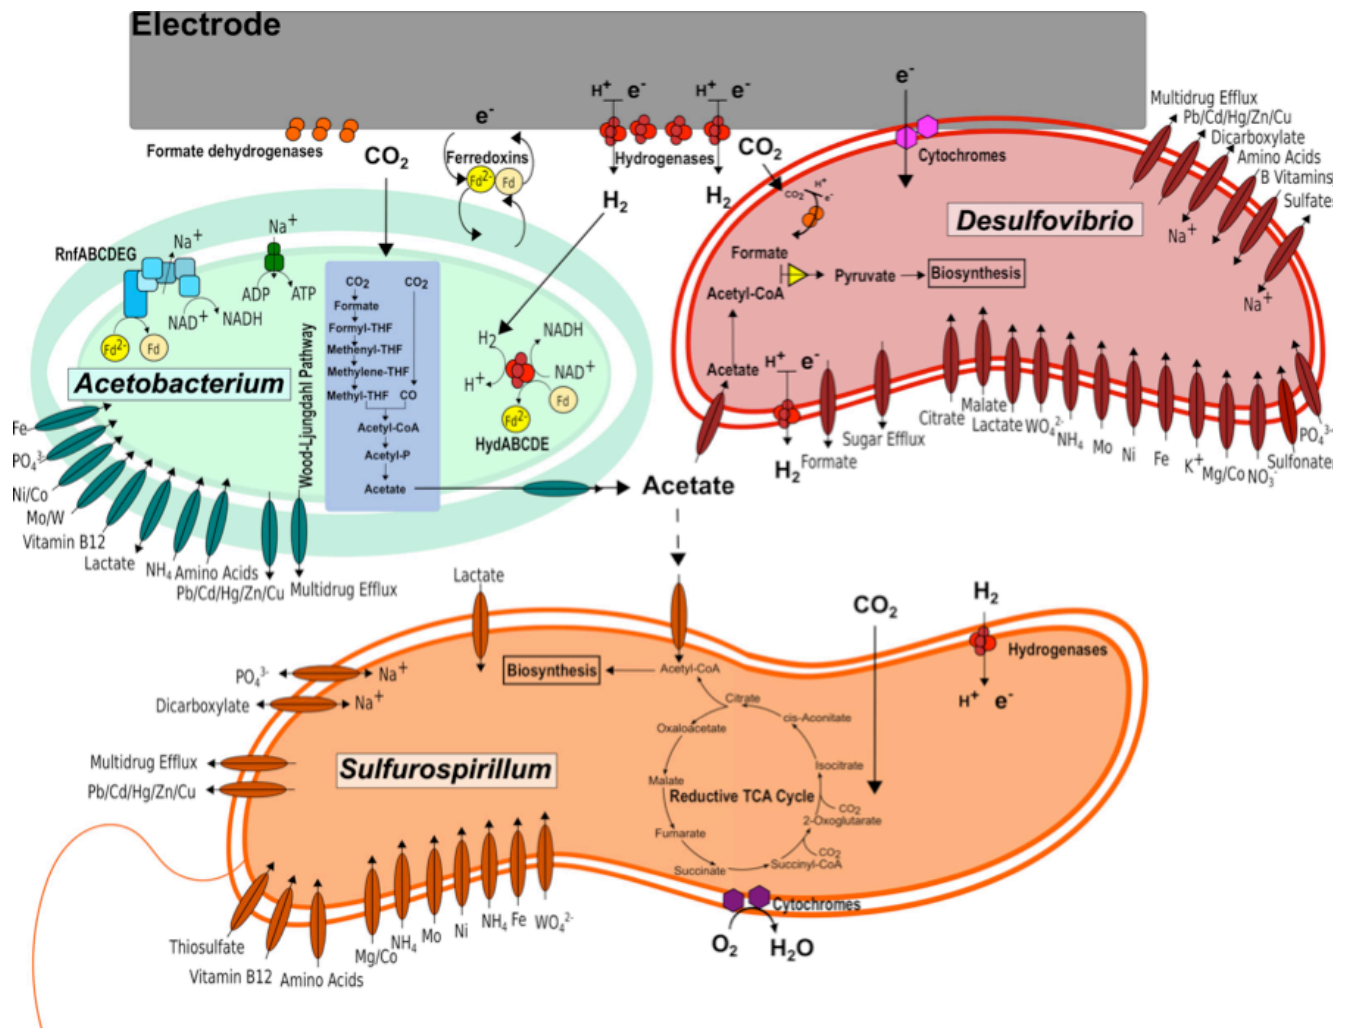 Electrode
H⁺ e⁻
H⁺ e⁻
e⁻
e⁻
Formate dehydrogenases
CO₂
Ferredoxins
Fd²⁻
Fd
Hydrogenases
H₂
H₂
CO₂
Cytochromes
Multidrug Efflux
Pb/Cd/Hg/Zn/Cu
Dicarboxylate
Amino Acids
B Vitamins
Sulfate
Na⁺
Na⁺
CO₂
H⁺
e⁻
Desulfovibrio
Formate
Acetyl-CoA
Pyruvate
Biosynthesis
Acetate
H⁺ e⁻
H₂
Formate
Sugar Efflux
Citrate
Malate
Lactate
WO₄²⁻
NH₄
Mo
Ni
Fe
K⁺
Mg/Co
NO₃⁻
Sulfonate
PO₄³⁻
RnfABCDEG
Na⁺
Na⁺
ADP
ATP
NAD⁺
NADH
Fd²⁻
Fd
Acetobacterium
Wood-Ljungdahl Pathway
CO₂
CO₂
Formate
Formyl-THF
Methenyl-THF
Methylene-THF
Methyl-THF
CO
Acetyl-CoA
Acetyl-P
Acetate
H₂
NADH
H⁺
NAD⁺
Fd
Fd²⁻
HydABCDE
Acetate
Fe
PO₄³⁻
Ni/Co
Mo/W
Vitamin B12
Lactate
NH₄
Amino Acids
Pb/Cd/Hg/Zn/Cu
Multidrug Efflux
Lactate
CO₂
H₂
Hydrogenases
H⁺ e⁻
PO₄³⁻
Na⁺
Dicarboxylate
Na⁺
Multidrug Efflux
Pb/Cd/Hg/Zn/Cu
Biosynthesis
Acetyl-CoA
Sulfurospirillum
Citrate
cis-Aconitate
Oxaloacetate
Isocitrate
Malate
Reductive TCA Cycle
CO₂
2-Oxoglutarate
Fumarate
CO₂
Succinyl-CoA
Succinate
Cytochromes
O₂
H₂O
Thiosulfate
Vitamin B12
Amino Acids
Mg/Co
NH₄
Mo
Ni
NH₄
Fe
WO₄²⁻